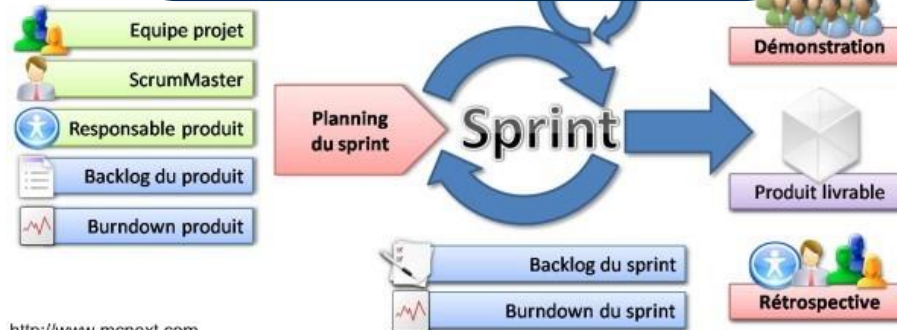 Equipe projet
ScrumMaster
Responsable produit
Backlog du produit
Burndown produit
Planning
du sprint
Sprint
Backlog du sprint
Burndown du sprint
Démonstration
Produit livrable
Rétrospective
http://www.mcnext.com